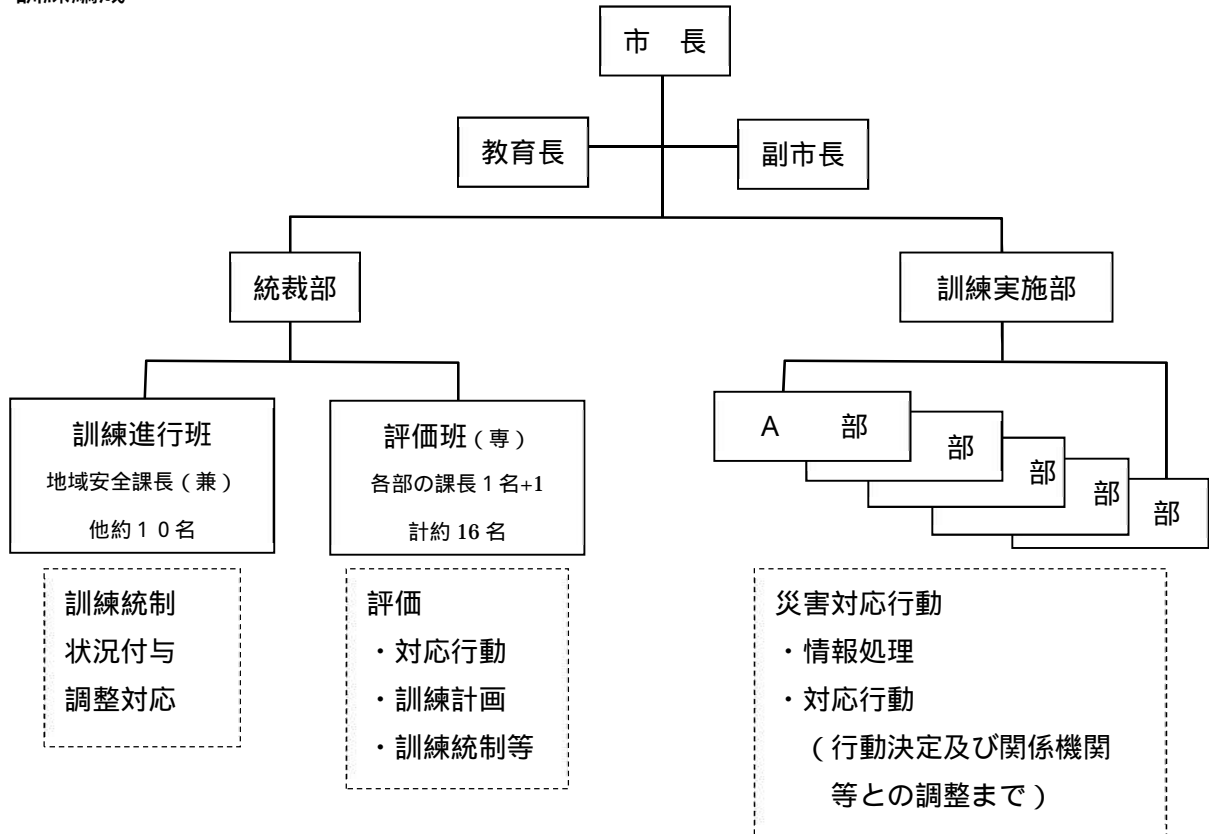 市　長
教育長
副市長
統裁部
訓練実施部
訓練進行班
地域安全課長（兼）
他約１０名
評価班（専）
各部の課長１名+1
計約 16 名
A　部
部
部
部
部
訓練統制
状況付与
調整対応
評価
・対応行動
・訓練計画
・訓練統制等
災害対応行動
・情報処理
・対応行動
（行動決定及び関係機関
等との調整まで）